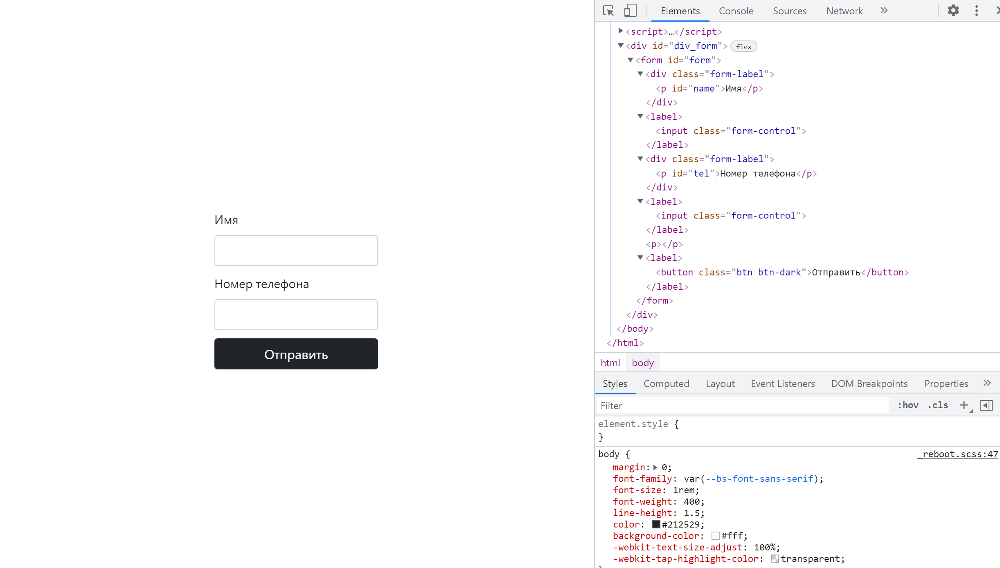 Имя
Номер телефона
Отправить
Elements Console Sources Network
<script>…</script>
<div id="div_form"> flex
<form id="form">
<div class="form-label">
<p id="name">Имя</p>
</div>
<label>
<input class="form-control">
</label>
<div class="form-label">
<p id="tel">Номер телефона</p>
</div>
<label>
<input class="form-control">
</label>
<p></p>
<label>
<button class="btn btn-dark">Отправить</button>
</label>
</form>
</div>
</body>
</html>
html body
Styles Computed Layout Event Listeners DOM Breakpoints Properties
Filter :hov .cls
element.style {
}
body { _reboot.scss:47
margin: 0;
font-family: var(--bs-font-sans-serif);
font-size: 1rem;
font-weight: 400;
line-height: 1.5;
color: #212529;
background-color: #fff;
-webkit-text-size-adjust: 100%;
-webkit-tap-highlight-color: transparent;